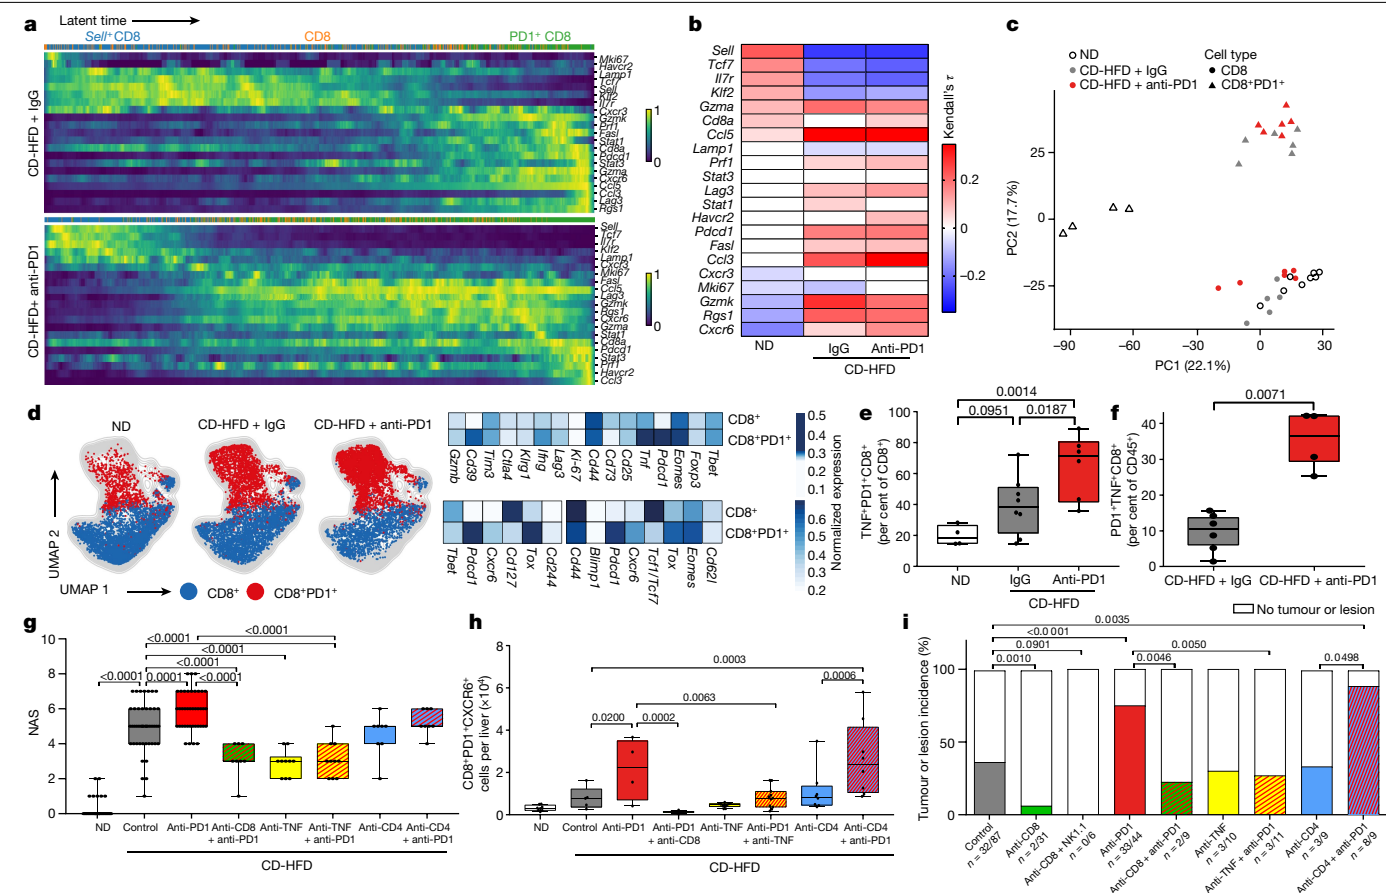 a
Latent time
Sell+ CD8
CD8
PD1+ CD8
CD-HFD + IgG
Mki67
Havcr2
Lamp1
Tcf7
Sell
Klf2
Il7r
Cxcr3
Gzmk
Prf1
Fasl
Stat1
Cd8a
Pdcd1
Stat3
Gzma
Cxcr6
Ccl5
Ccl3
Lag3
Rgs1
1
0
CD-HFD+ anti-PD1
Sell
Tcf7
Il7r
Klf2
Lamp1
Cxcr3
Mki67
Fasl
Ccl5
Lag3
Gzmk
Rgs1
Cxcr6
Gzma
Stat1
Cd8a
Pdcd1
Stat3
Prf1
Havcr2
Ccl3
1
0
b
Sell
Tcf7
Il7r
Klf2
Gzma
Cd8a
Ccl5
Lamp1
Prf1
Stat3
Lag3
Stat1
Havcr2
Pdcd1
Fasl
Ccl3
Cxcr3
Mki67
Gzmk
Rgs1
Cxcr6
ND
IgG
Anti-PD1
CD-HFD
Kendall's τ
0.2
0
−0.2
c
ND
CD-HFD + IgG
CD-HFD + anti-PD1
Cell type
CD8
CD8+PD1+
PC2 (17.7%)
25
0
−25
−90
−60
−30
0
30
PC1 (22.1%)
d
ND
CD-HFD + IgG
CD-HFD + anti-PD1
UMAP 2
UMAP 1
CD8+
CD8+PD1+
CD8+
CD8+PD1+
Gzmb
Cd39
Tim3
Ctla4
Klrg1
Ifng
Lag3
Ki-67
Cd44
Cd73
Cd25
Tnf
Pdcd1
Eomes
Foxp3
Tbet
CD8+
CD8+PD1+
Tbet
Pdcd1
Cxcr6
Cd127
Tox
Cd244
Cd44
Blimp1
Pdcd1
Cxcr6
Tcf1/Tcf7
Tox
Eomes
Cd62l
0.5
0.4
0.3
0.2
0.1
0.6
0.5
0.4
0.3
0.2
Normalized expression
e
TNF+PD1+CD8+
(per cent of CD8+)
100
80
60
40
20
0
0.0014
0.0951
0.0187
ND
IgG
Anti-PD1
CD-HFD
f
PD1+TNF+CD8+
(per cent of CD45+)
40
30
20
10
0
0.0071
CD-HFD + IgG
CD-HFD + anti-PD1
g
NAS
10
8
6
4
2
0
<0.0001
<0.0001
<0.0001
<0.0001
<0.0001
0.0001
<0.0001
ND
Control
Anti-PD1
Anti-CD8
+ anti-PD1
Anti-TNF
Anti-TNF
+ anti-PD1
Anti-CD4
Anti-CD4
+ anti-PD1
CD-HFD
h
CD8+PD1+CXCR6+
cells per liver (×10⁴)
8
6
4
2
0
0.0003
0.0006
0.0063
0.0200
0.0002
ND
Control
Anti-PD1
Anti-PD1
+ anti-CD8
Anti-TNF
Anti-PD1
+ anti-TNF
Anti-CD4
Anti-CD4
+ anti-PD1
CD-HFD
i
No tumour or lesion
Tumour or lesion incidence (%)
100
50
0
0.0035
<0.0001
0.0901
0.0050
0.0010
0.0046
0.0498
Control
n = 32/87
Anti-CD8
n = 2/31
Anti-CD8 + NK1.1
n = 0/6
Anti-PD1
n = 33/44
Anti-CD8 + anti-PD1
n = 2/9
Anti-TNF
n = 3/10
Anti-TNF + anti-PD1
n = 3/11
Anti-CD4
n = 3/9
Anti-CD4 + anti-PD1
n = 8/9